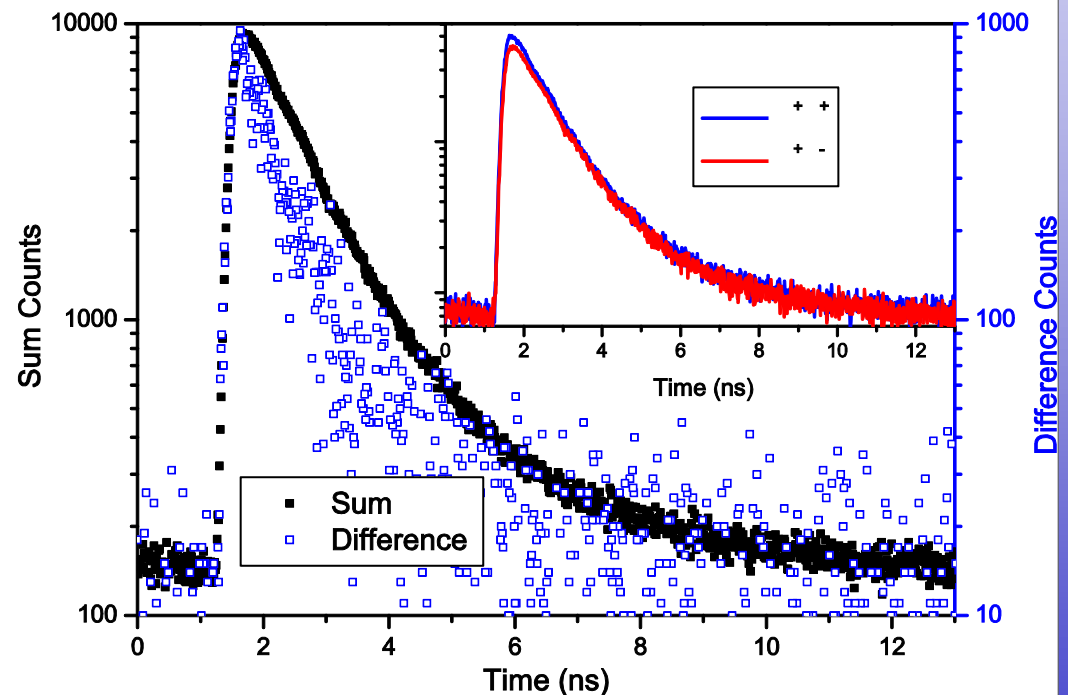 10000
1000
100
Sum Counts
0 2 4 6 8 10 12
Time (ns)
1000
100
10
Difference Counts
Sum
Difference
+ +
+ -
0 2 4 6 8 10 12
Time (ns)